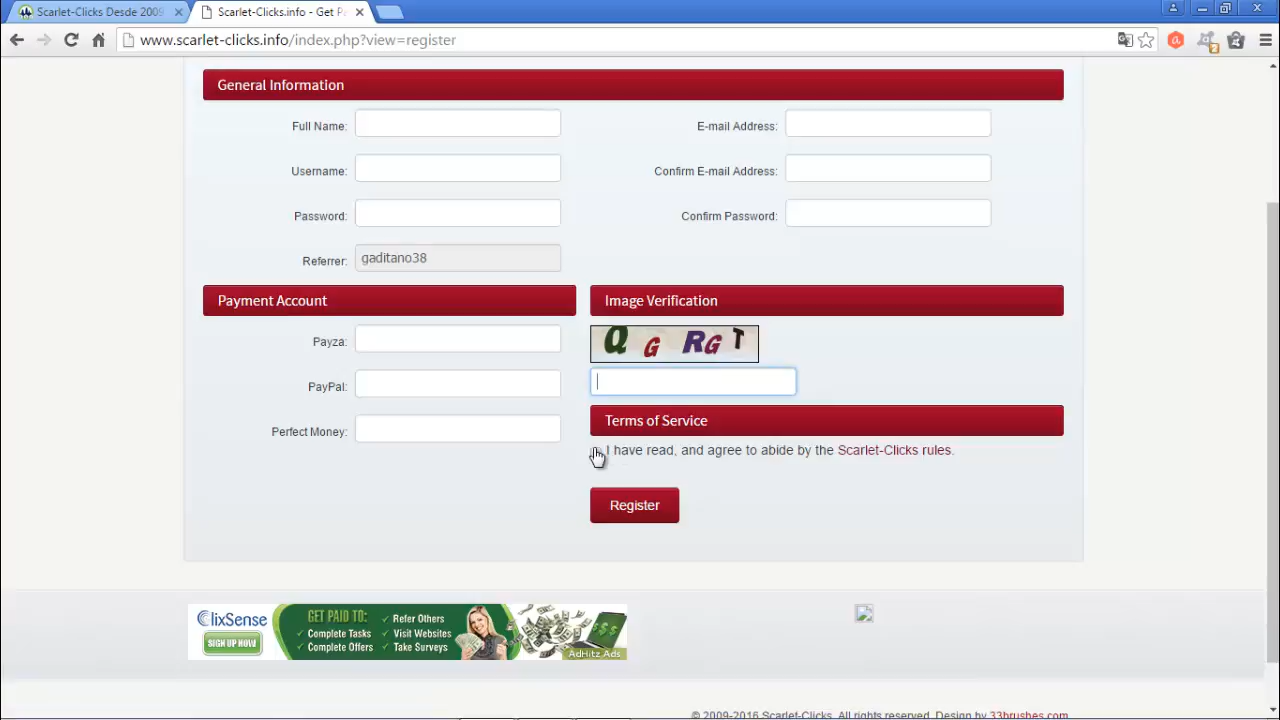 Scarlet-Clicks Desde 2009
Scarlet-Clicks.info - Get P
www.scarlet-clicks.info/index.php?view=register
General Information
Full Name:
E-mail Address:
Username:
Confirm E-mail Address:
Password:
Confirm Password:
Referrer: gaditano38
Payment Account
Image Verification
Payza:
Q G R G T
PayPal:
Terms of Service
Perfect Money:
I have read, and agree to abide by the Scarlet-Clicks rules.
Register
ClixSense
SIGN UP NOW
GET PAID TO:
✓ Complete Tasks
✓ Complete Offers
✓ Refer Others
✓ Visit Websites
✓ Take Surveys
AdHitz Ads
© 2009-2016 Scarlet-Clicks. All rights reserved. Design by 33brushes.com